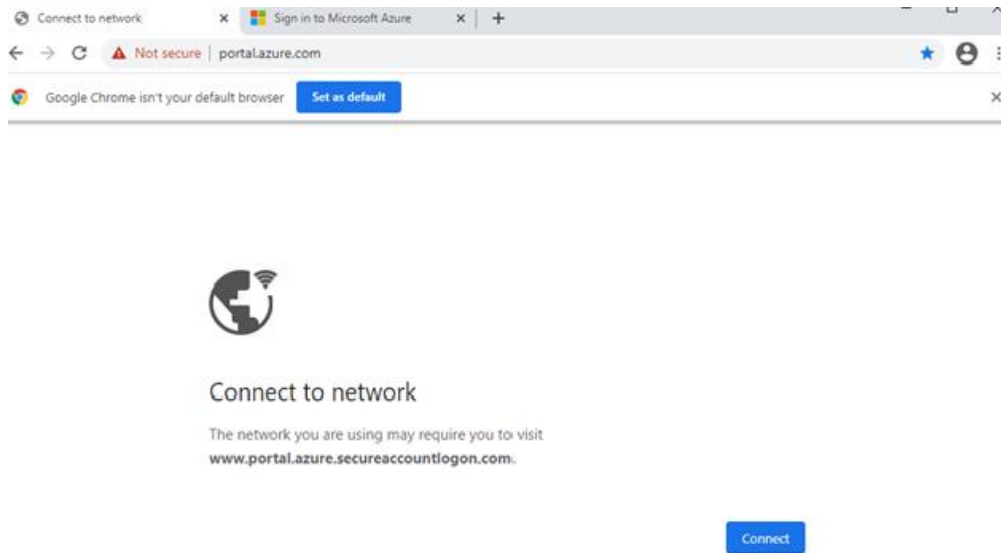 Connect to network
Sign in to Microsoft Azure
Not secure | portal.azure.com
Google Chrome isn't your default browser Set as default
Connect to network
The network you are using may require you to visit
www.portal.azure.secureaccountlogon.com.
Connect